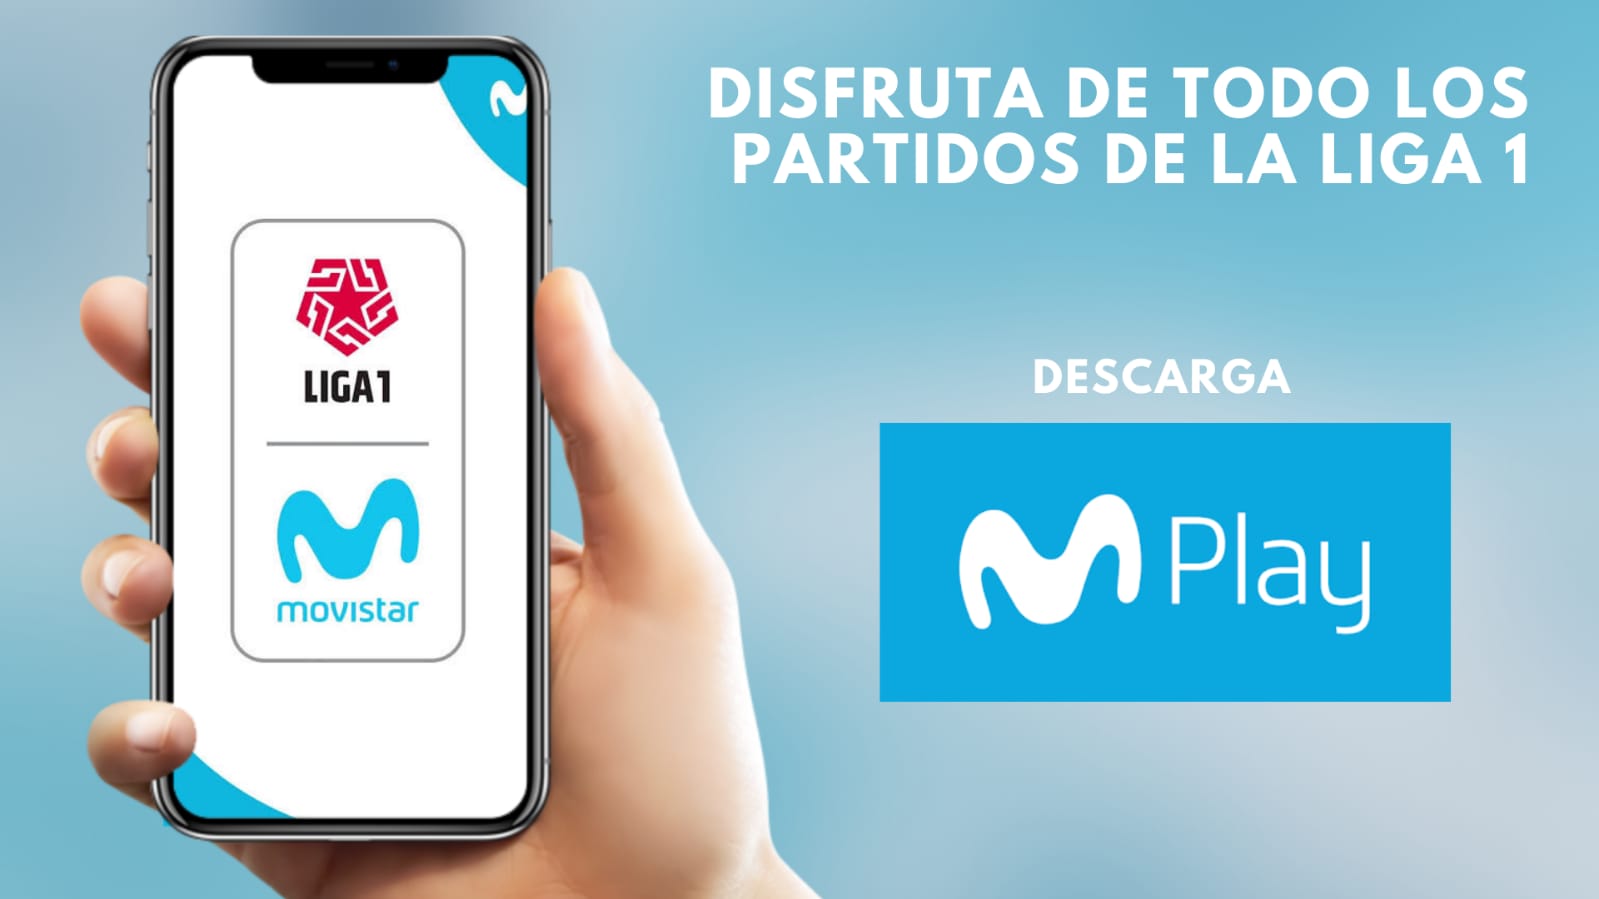 DISFRUTA DE TODO LOS
PARTIDOS DE LA LIGA 1
LIGA1
movistar
DESCARGA
Play